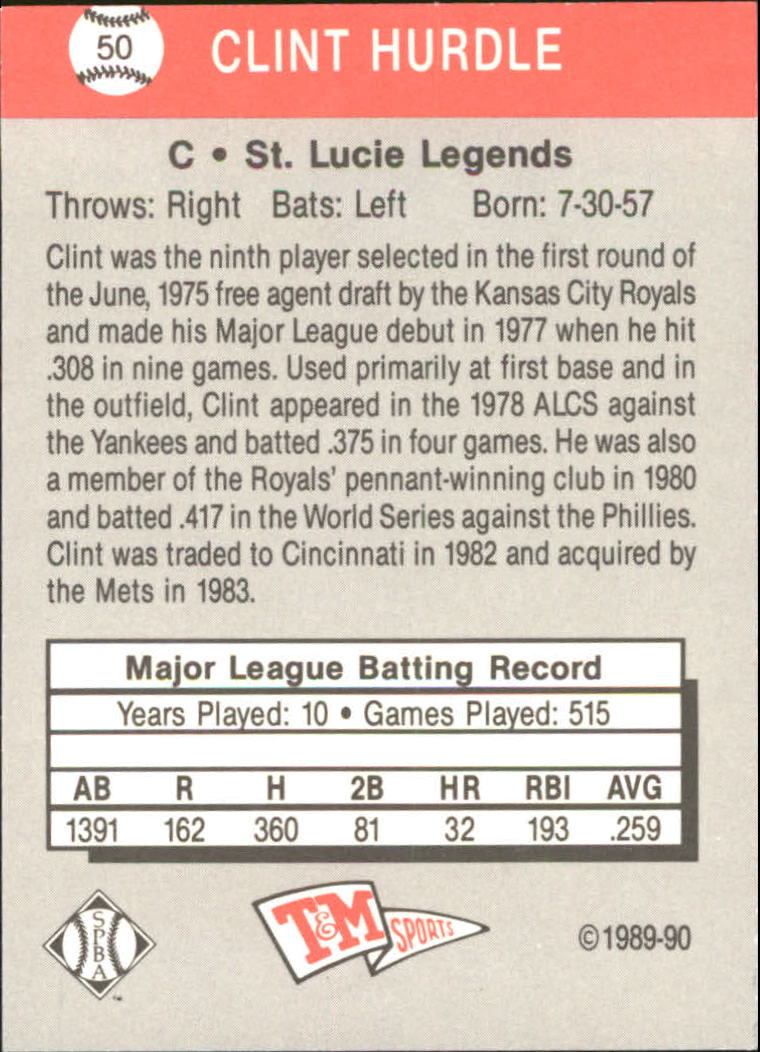 50
CLINT HURDLE
C • St. Lucie Legends
Throws: Right Bats: Left Born: 7-30-57
Clint was the ninth player selected in the first round of
the June, 1975 free agent draft by the Kansas City Royals
and made his Major League debut in 1977 when he hit
.308 in nine games. Used primarily at first base and in
the outfield, Clint appeared in the 1978 ALCS against
the Yankees and batted .375 in four games. He was also
a member of the Royals' pennant-winning club in 1980
and batted .417 in the World Series against the Phillies.
Clint was traded to Cincinnati in 1982 and acquired by
the Mets in 1983.
Major League Batting Record
Years Played: 10 • Games Played: 515
AB R H 2B HR RBI AVG
1391 162 360 81 32 193 .259
SPBA
™
T&M
SPORTS
©1989-90